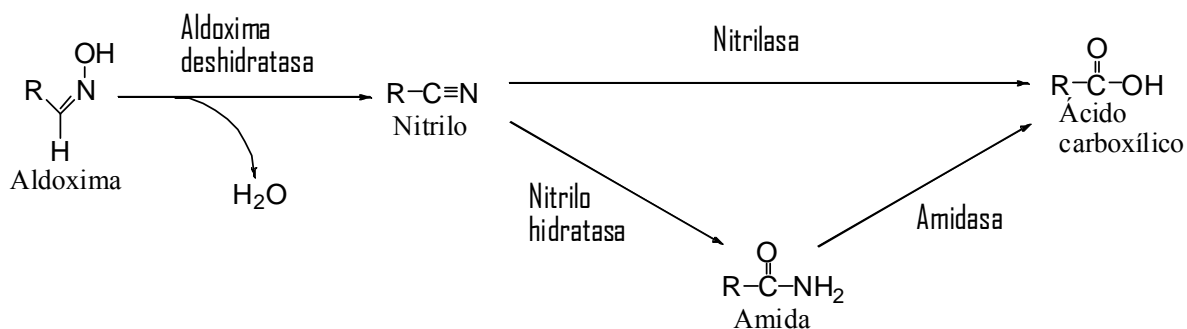 OH
N
R
H
Aldoxima
Aldoxima
deshidratasa
H2O
R-C≡N
Nitrilo
Nitrilasa
Nitrilo
hidratasa
O
R-C-NH2
Amida
Amidasa
O
R-C-OH
Ácido
carboxílico